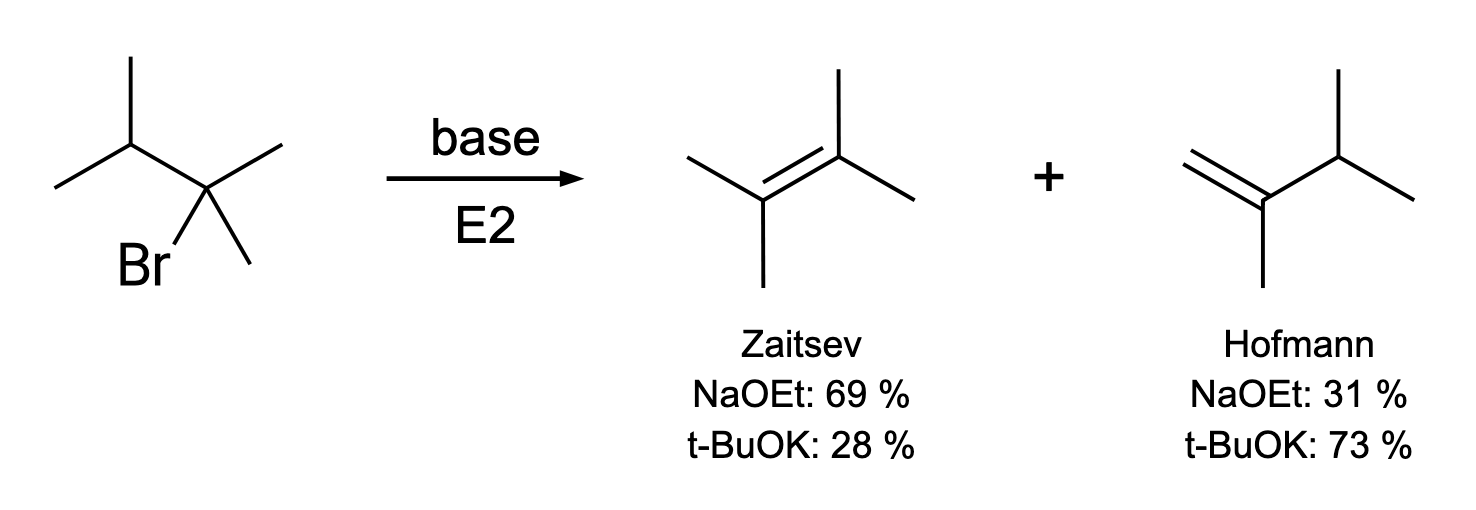 Br
base
E2
+
Zaitsev
NaOEt: 69 %
t-BuOK: 28 %
Hofmann
NaOEt: 31 %
t-BuOK: 73 %